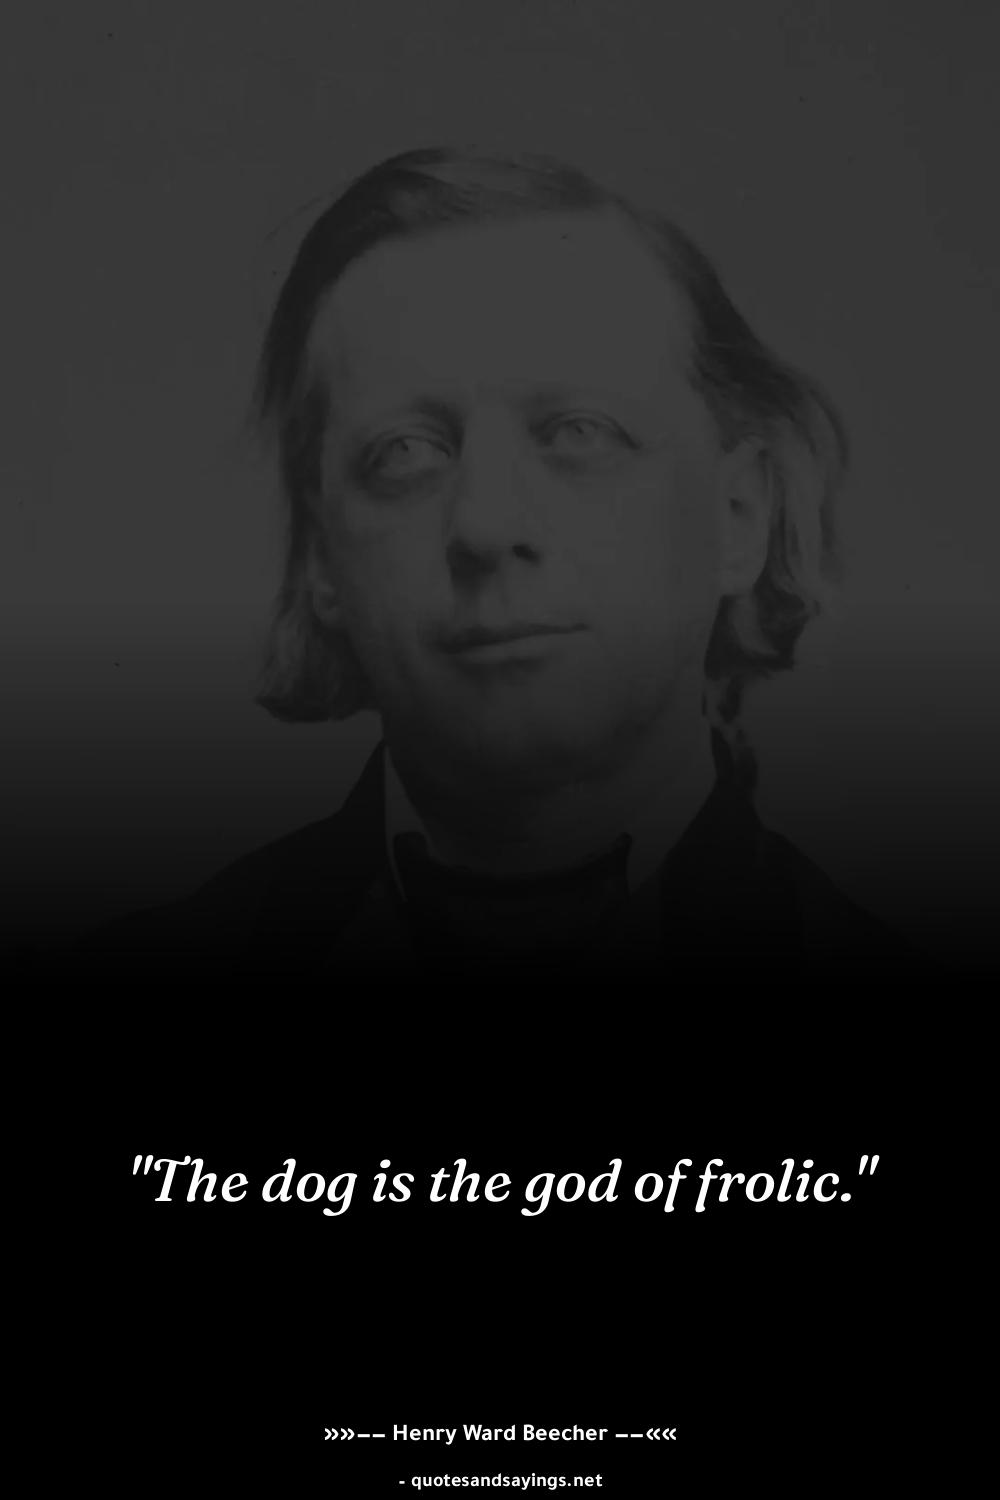 "The dog is the god of frolic."
»»−− Henry Ward Beecher −−««
- quotesandsayings.net